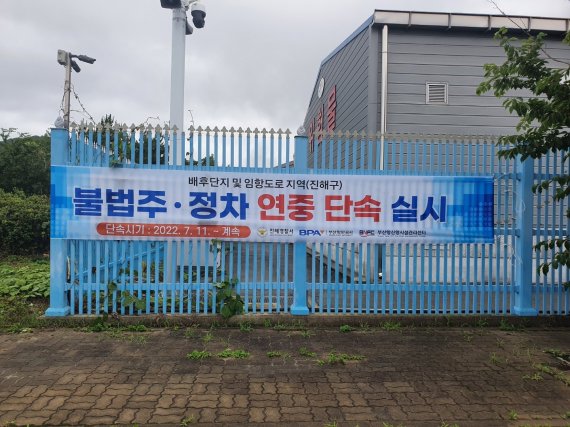 배후단지 및 임항도로 지역(진해구)
불법주·정차 연중 단속 실시
단속시기 : 2022. 7. 11. ~ 계속
진해경찰서 BPA 부산항만공사 BPFC 부산항만시설관리센터